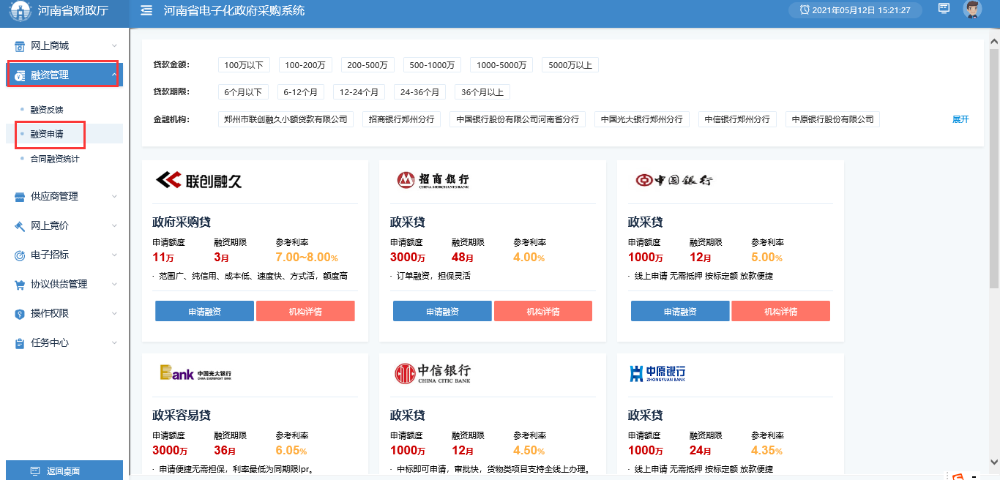 河南省财政厅
河南省电子化政府采购系统
2021年05月12日 15:21:27
网上商城
融资管理
融资反馈
融资申请
合同融资统计
供应商管理
网上竞价
电子招标
协议供货管理
操作权限
任务中心
返回桌面
贷款金额: 100万以下 100-200万 200-500万 500-1000万 1000-5000万 5000万以上
贷款期限: 6个月以下 6-12个月 12-24个月 24-36个月 36个月以上
金融机构: 郑州市联创融久小额贷款有限公司 招商银行郑州分行 中国银行股份有限公司河南省分行 中国光大银行郑州分行 中信银行郑州分行 中原银行股份有限公司 展开
联创融久
政府采购贷
申请额度 融资期限 参考利率
11万 3月 7.00~8.00%
· 范围广、纯信用、成本低、速度快、方式活，额度高
申请融资 机构详情
招商银行
CHINA MERCHANTS BANK
政采贷
申请额度 融资期限 参考利率
3000万 48月 4.00%
· 订单融资，担保灵活
申请融资 机构详情
中国银行
政采贷
申请额度 融资期限 参考利率
1000万 12月 5.00%
· 线上申请 无需抵押 按标定额 放款便捷
申请融资 机构详情
Bank 中国光大银行
CHINA EVERBRIGHT BANK
政采容易贷
申请额度 融资期限 参考利率
3000万 36月 6.05%
· 申请便捷无需担保，利率最低为同期限lpr。
中信银行
CHINA CITIC BANK
政采贷
申请额度 融资期限 参考利率
1000万 12月 4.50%
· 中标即可申请，审批快，货物类项目支持全线上办理。
中原银行
ZHONGYUAN BANK
政采贷
申请额度 融资期限 参考利率
1000万 24月 4.35%
· 线上申请 无需抵押 按标定额 放款便捷